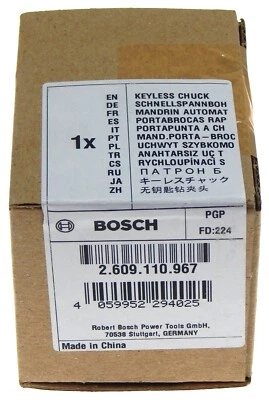 EN KEYLESS CHUCK
DE SCHNELLSPANNBOH
FR MANDRIN AUTOMAT
ES PORTABROCAS RAP
IT PORTAPUNTA A CH
PT MAND.PORTA-BROC
PL UCHWYT SZYBKOMO
TR ANAHTARSIZ UÇ T
CS RYCHLOUPÍNACÍ S
RU ПАТРОН Б
JA キーレスチャック
ZH 无钥匙钻夹头
1x
BOSCH
PGP
FD:224
2.609.110.967
4 059952 294025
Robert Bosch Power Tools GmbH,
70538 Stuttgart, GERMANY
Made in China